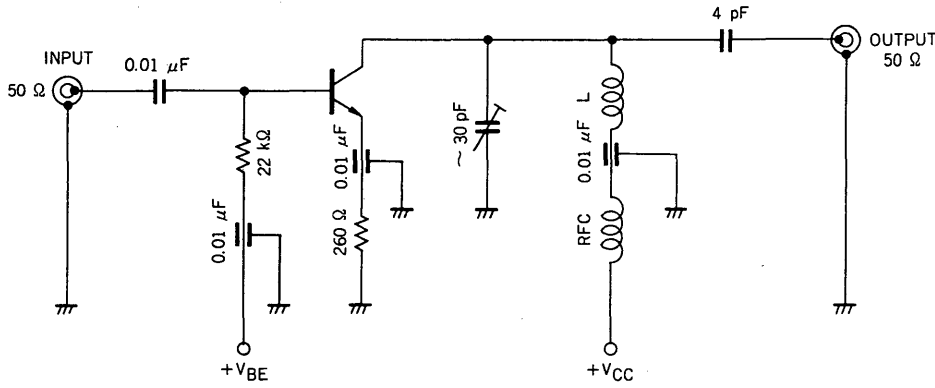 4 pF
INPUT
OUTPUT
50 Ω
0.01 μF
50 Ω
L
0.01 μF
~ 30 pF
22 kΩ
0.01 μF
0.01 μF
260 Ω
RFC
+VBE
+VCC